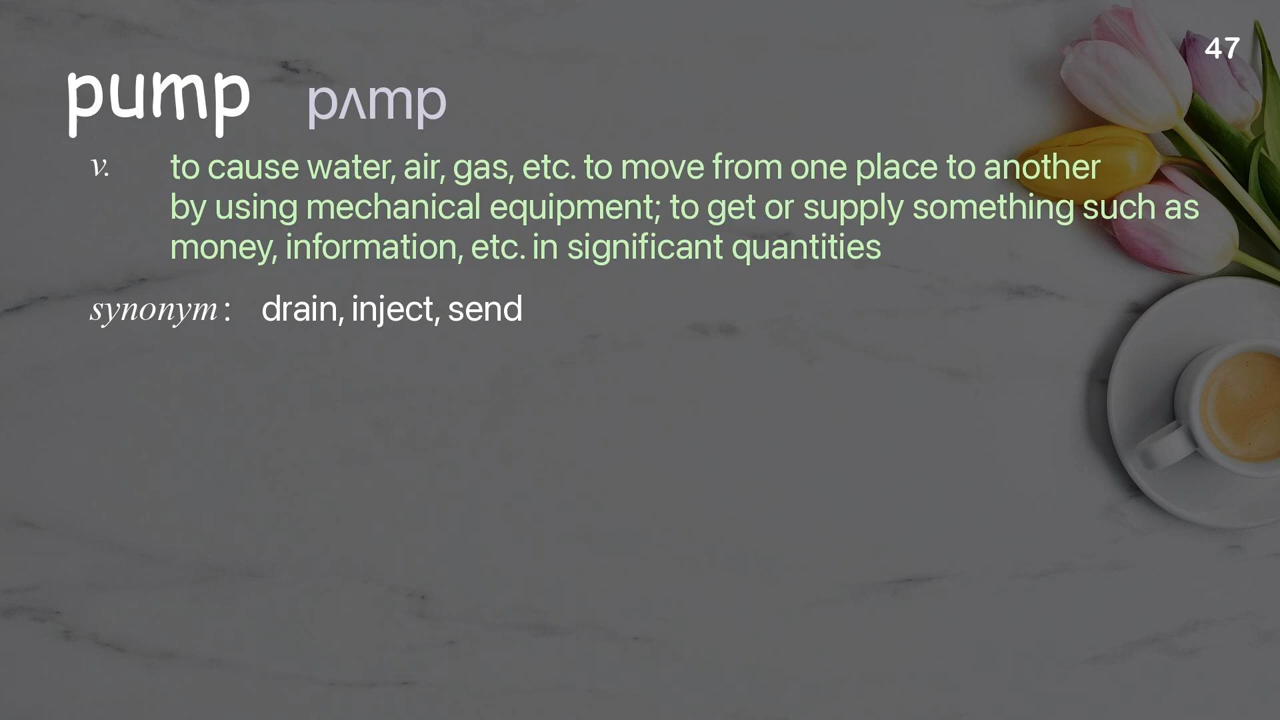 47
pump pʌmp
v. to cause water, air, gas, etc. to move from one place to another
by using mechanical equipment; to get or supply something such as
money, information, etc. in significant quantities
synonym: drain, inject, send